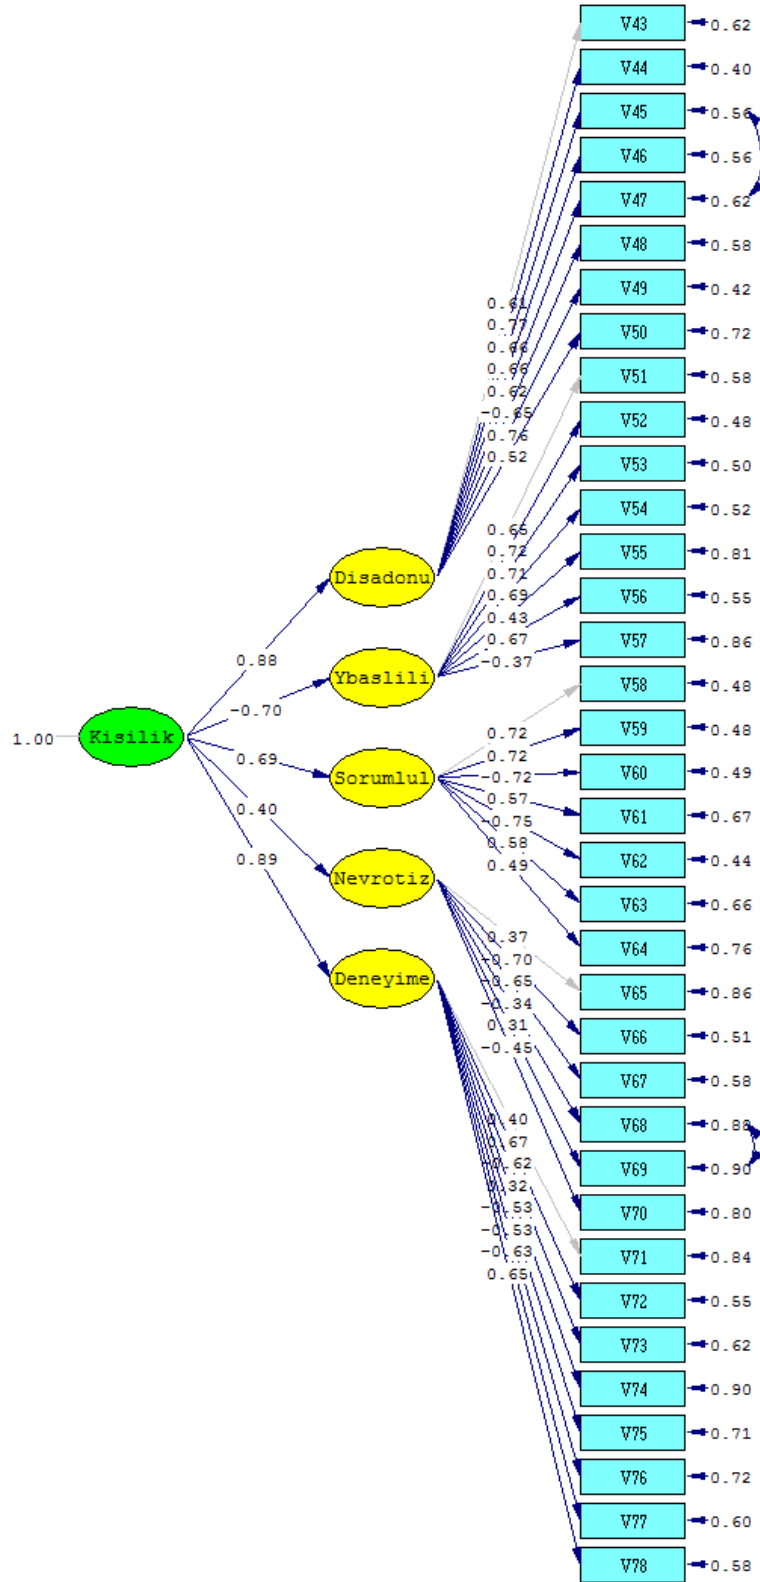 V43 0.62
V44 0.40
V45 0.56
V46 0.56
V47 0.62
V48 0.58
V49 0.42
V50 0.72
V51 0.58
V52 0.48
V53 0.50
V54 0.52
V55 0.81
V56 0.55
V57 0.86
V58 0.48
V59 0.48
V60 0.49
V61 0.67
V62 0.44
V63 0.66
V64 0.76
V65 0.86
V66 0.51
V67 0.58
V68 0.88
V69 0.90
V70 0.80
V71 0.84
V72 0.55
V73 0.62
V74 0.90
V75 0.71
V76 0.72
V77 0.60
V78 0.58
0.61
0.77
0.66
0.66
0.62
-0.65
0.76
0.52
0.65
0.72
0.71
0.69
0.43
0.67
-0.37
0.72
0.72
-0.72
0.57
-0.75
0.58
0.49
0.37
-0.70
-0.65
-0.34
0.31
-0.45
0.40
0.67
-0.62
0.32
-0.53
-0.53
-0.63
0.65
Disadonu
Ybaslili
Sorumlul
Nevrotiz
Deneyime
0.88
-0.70
0.69
0.40
0.89
1.00
Kisilik